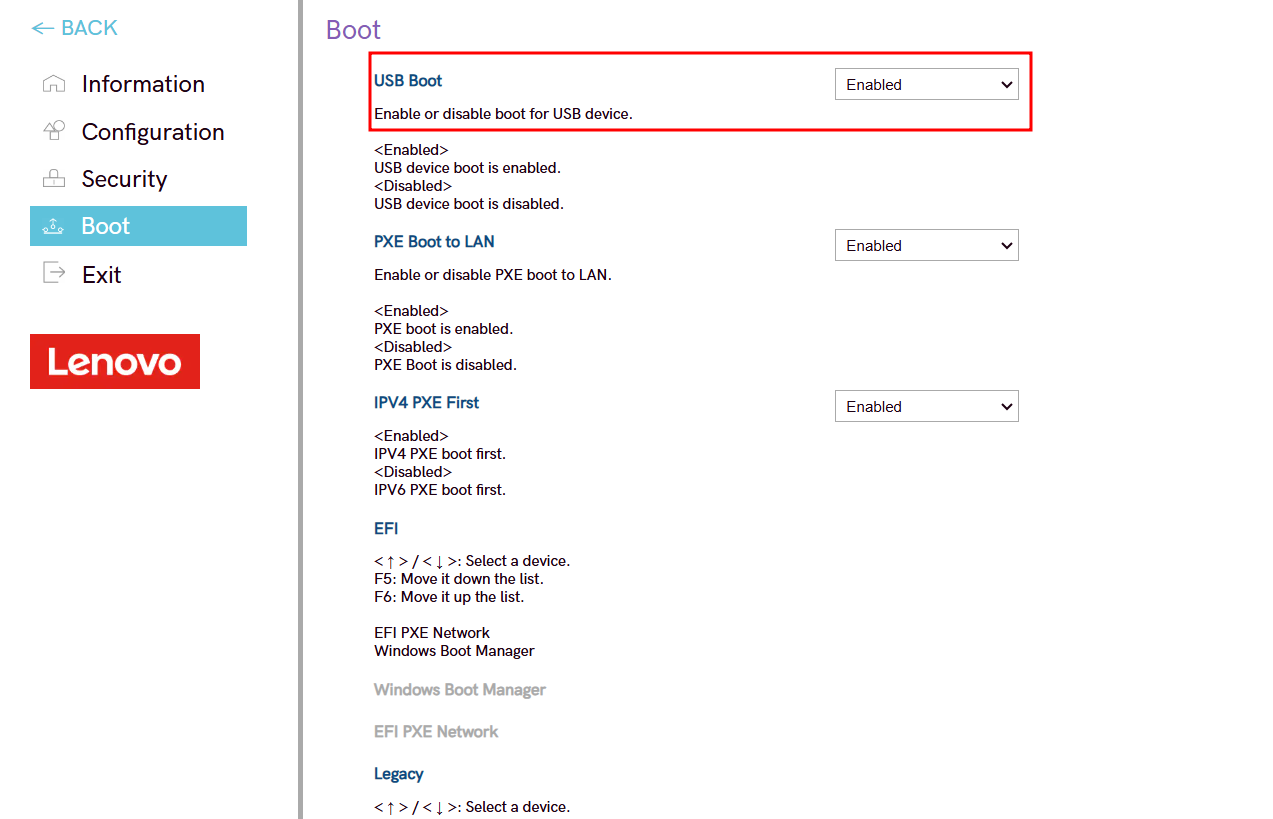 ← BACK
Information
Configuration
Security
Boot
Exit
Lenovo
Boot
USB Boot
Enabled
Enable or disable boot for USB device.
<Enabled>
USB device boot is enabled.
<Disabled>
USB device boot is disabled.
PXE Boot to LAN
Enabled
Enable or disable PXE boot to LAN.
<Enabled>
PXE boot is enabled.
<Disabled>
PXE Boot is disabled.
IPV4 PXE First
Enabled
<Enabled>
IPV4 PXE boot first.
<Disabled>
IPV6 PXE boot first.
EFI
< ↑ > / < ↓ >: Select a device.
F5: Move it down the list.
F6: Move it up the list.
EFI PXE Network
Windows Boot Manager
Windows Boot Manager
EFI PXE Network
Legacy
< ↑ > / < ↓ >: Select a device.